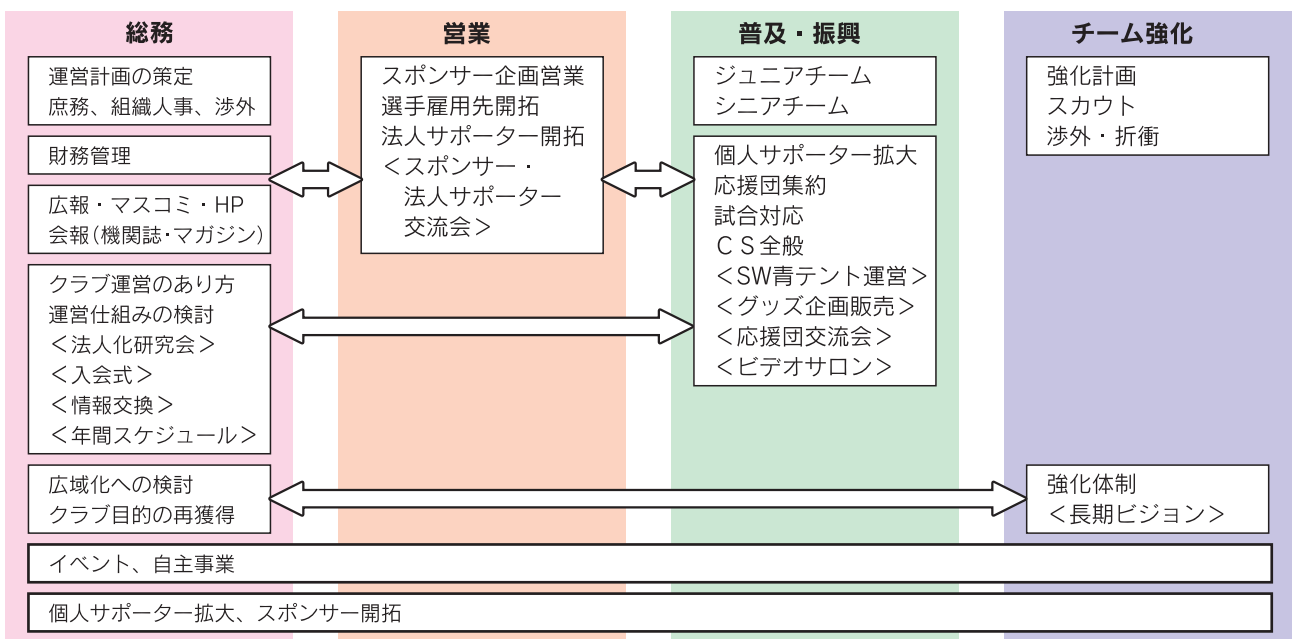 総務
運営計画の策定
庶務、組織人事、渉外
財務管理
広報・マスコミ・HP
会報(機関誌・マガジン)
クラブ運営のあり方
運営仕組みの検討
<法人化研究会>
<入会式>
<情報交換>
<年間スケジュール>
広域化への検討
クラブ目的の再獲得
営業
スポンサー企画営業
選手雇用先開拓
法人サポーター開拓
<スポンサー・
法人サポーター
交流会>
普及・振興
ジュニアチーム
シニアチーム
個人サポーター拡大
応援団集約
試合対応
ＣＳ全般
<SW青テント運営>
<グッズ企画販売>
<応援団交流会>
<ビデオサロン>
チーム強化
強化計画
スカウト
渉外・折衝
強化体制
<長期ビジョン>
イベント、自主事業
個人サポーター拡大、スポンサー開拓